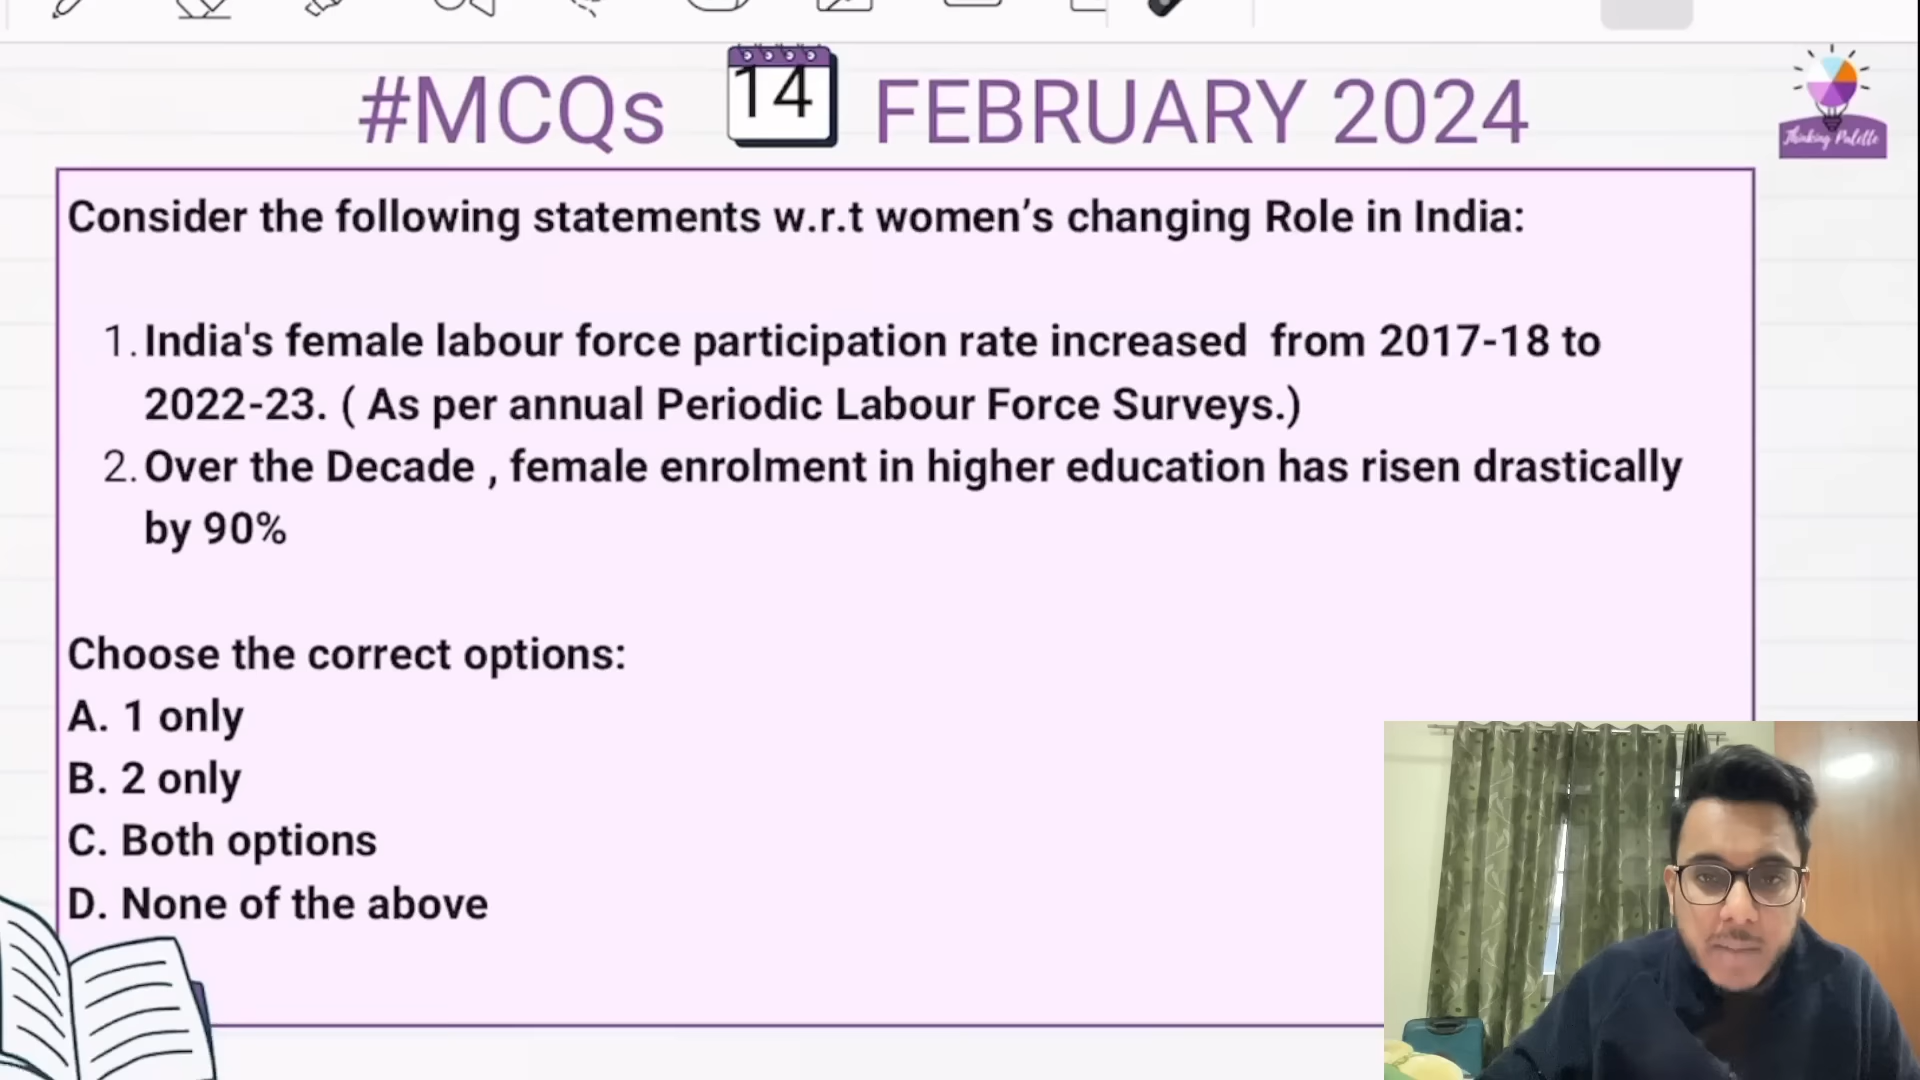 #MCQs 14 FEBRUARY 2024
Thinking Palette
Consider the following statements w.r.t women’s changing Role in India:
1. India's female labour force participation rate increased from 2017-18 to
2022-23. ( As per annual Periodic Labour Force Surveys.)
2. Over the Decade , female enrolment in higher education has risen drastically
by 90%
Choose the correct options:
A. 1 only
B. 2 only
C. Both options
D. None of the above